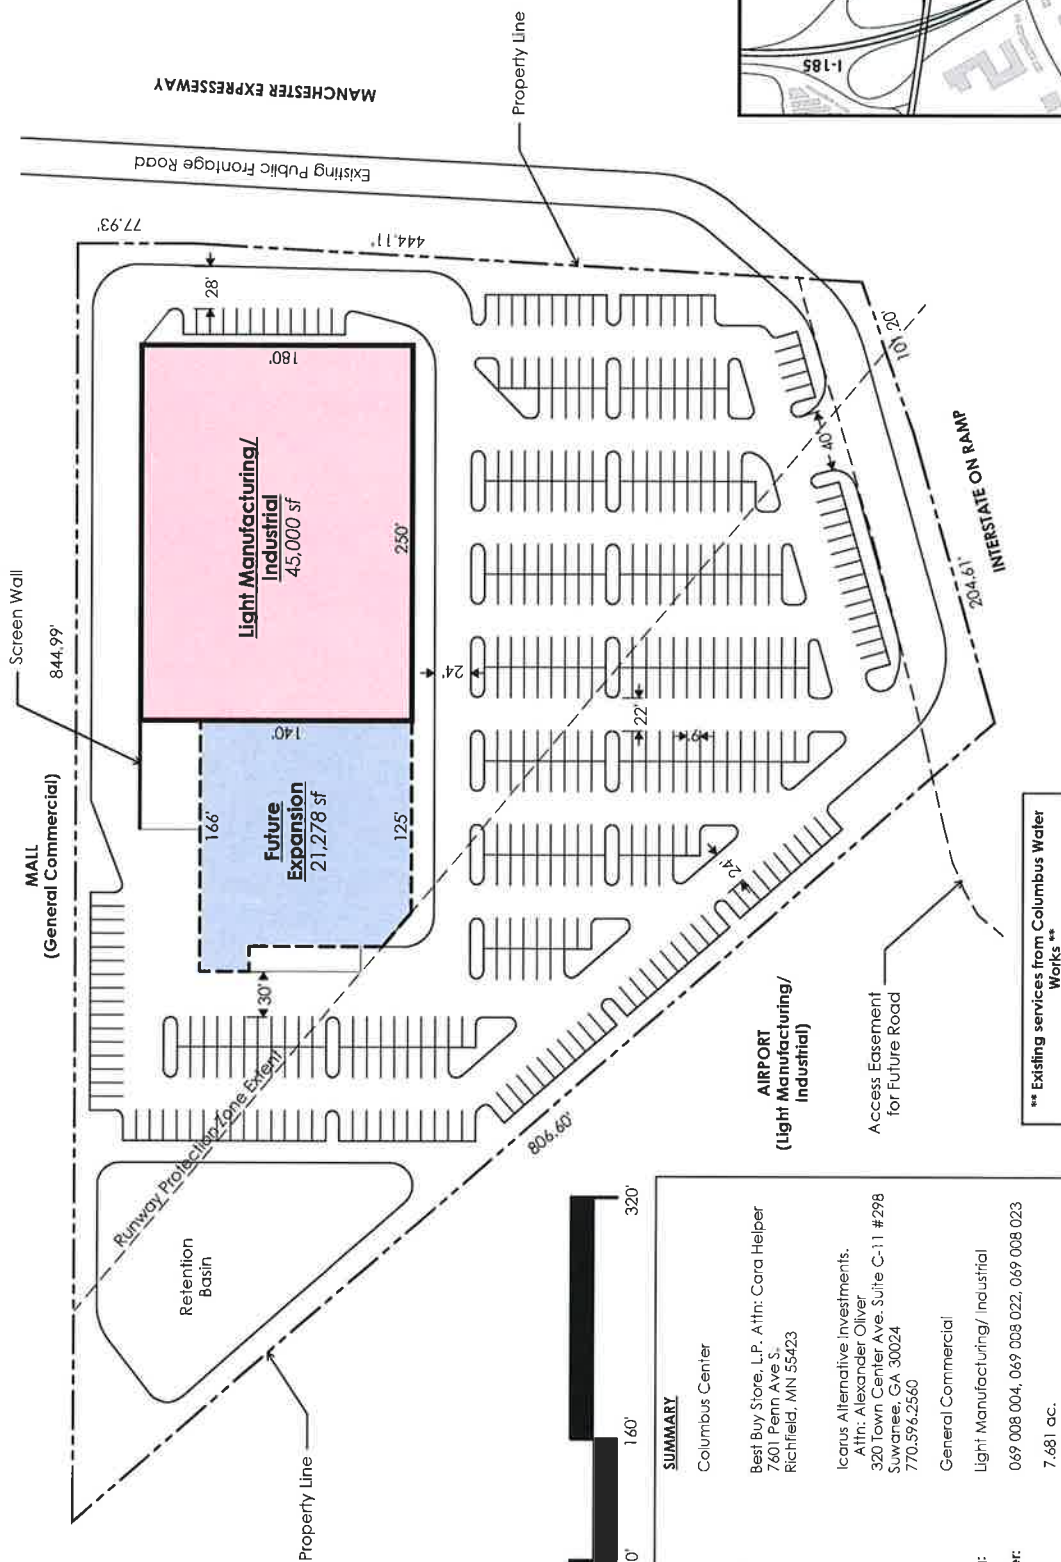 MANCHESTER EXPRESSEWAY
Existing Public Frontage Road
Property Line
I-185
77.93'
444.11'
Screen Wall
844.99'
MALL
(General Commercial)
28'
180'
Light Manufacturing/
Industrial
45,000 sf
250'
140'
166'
Future
Expansion
21,278 sf
125'
24'
30'
22'
9'
24'
40'
101.20'
INTERSTATE ON RAMP
204.61'
Runway Protection Zone Extent
Retention
Basin
806.60'
AIRPORT
(Light Manufacturing/
Industrial)
Access Easement
for Future Road
** Existing services from Columbus Water
Works **
Property Line
0'
160'
320'
SUMMARY
Columbus Center
Best Buy Store, L.P. Attn: Cara Helper
7601 Penn Ave S.
Richfield, MN 55423
Icarus Alternative Investments.
Attn: Alexander Oliver
320 Town Center Ave. Suite C-11 #298
Suwanee, GA 30024
770.596.2560
General Commercial
Light Manufacturing/ Industrial
069 008 004, 069 008 022, 069 008 023
7.681 ac.